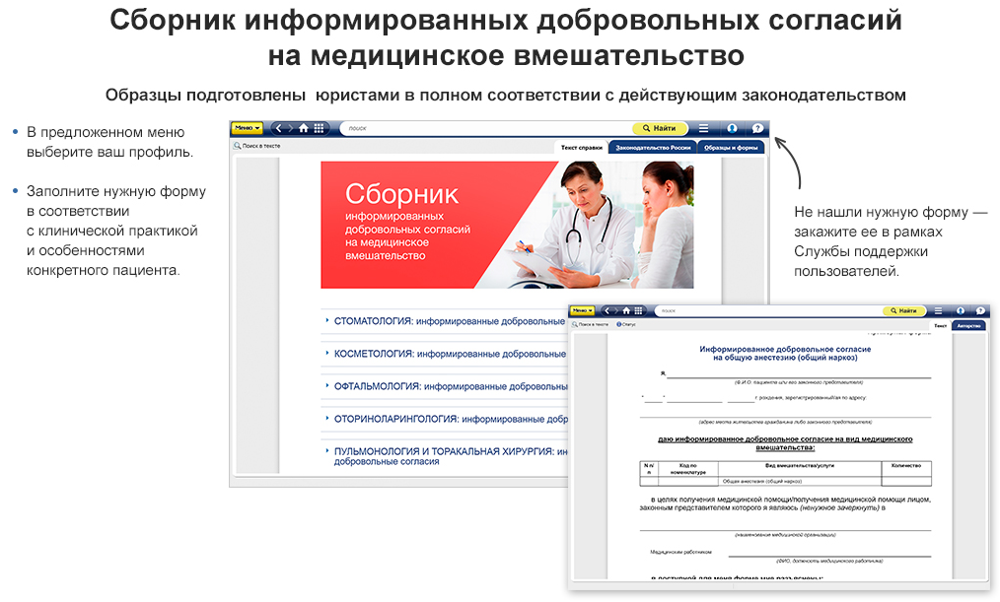 Сборник информированных добровольных согласий
на медицинское вмешательство
Образцы подготовлены юристами в полном соответствии с действующим законодательством
• В предложенном меню
выберите ваш профиль.
• Заполните нужную форму
в соответствии
с клинической практикой
и особенностями
конкретного пациента.
Меню
поиск
Найти
Поиск в тексте
Текст справки
Законодательство России
Образцы и формы
Сборник
информированных
добровольных согласий
на медицинское
вмешательство
СТОМАТОЛОГИЯ: информированные добровольные
КОСМЕТОЛОГИЯ: информированные добровольные
ОФТАЛЬМОЛОГИЯ: информированные добровольны
ОТОРИНОЛАРИНГОЛОГИЯ: информированные доб
ПУЛЬМОНОЛОГИЯ И ТОРАКАЛЬНАЯ ХИРУРГИЯ: ин
добровольные согласия
Не нашли нужную форму —
закажите ее в рамках
Службы поддержки
пользователей.
Меню
поиск
Найти
Поиск в тексте
Статус
Текст
Авторство
Информированное добровольное согласие
на общую анестезию (общий наркоз)
Я,
(Ф.И.О. пациента или его законного представителя)
" " г. рождения, зарегистрированный/ая по адресу:
(адрес места жительства гражданина либо законного представителя)
даю информированное добровольное согласие на вид медицинского
вмешательства:
N п/п Код по номенклатуре Вид вмешательства/услуги Количество
Общая анестезия (общий наркоз)
в целях получения медицинской помощи/получения медицинской помощи лицом,
законным представителем которого я являюсь (ненужное зачеркнуть) в
(наименование медицинской организации)
Медицинским работником
(ФИО, должность медицинского работника)
в доступной для меня форме мне разъяснены: